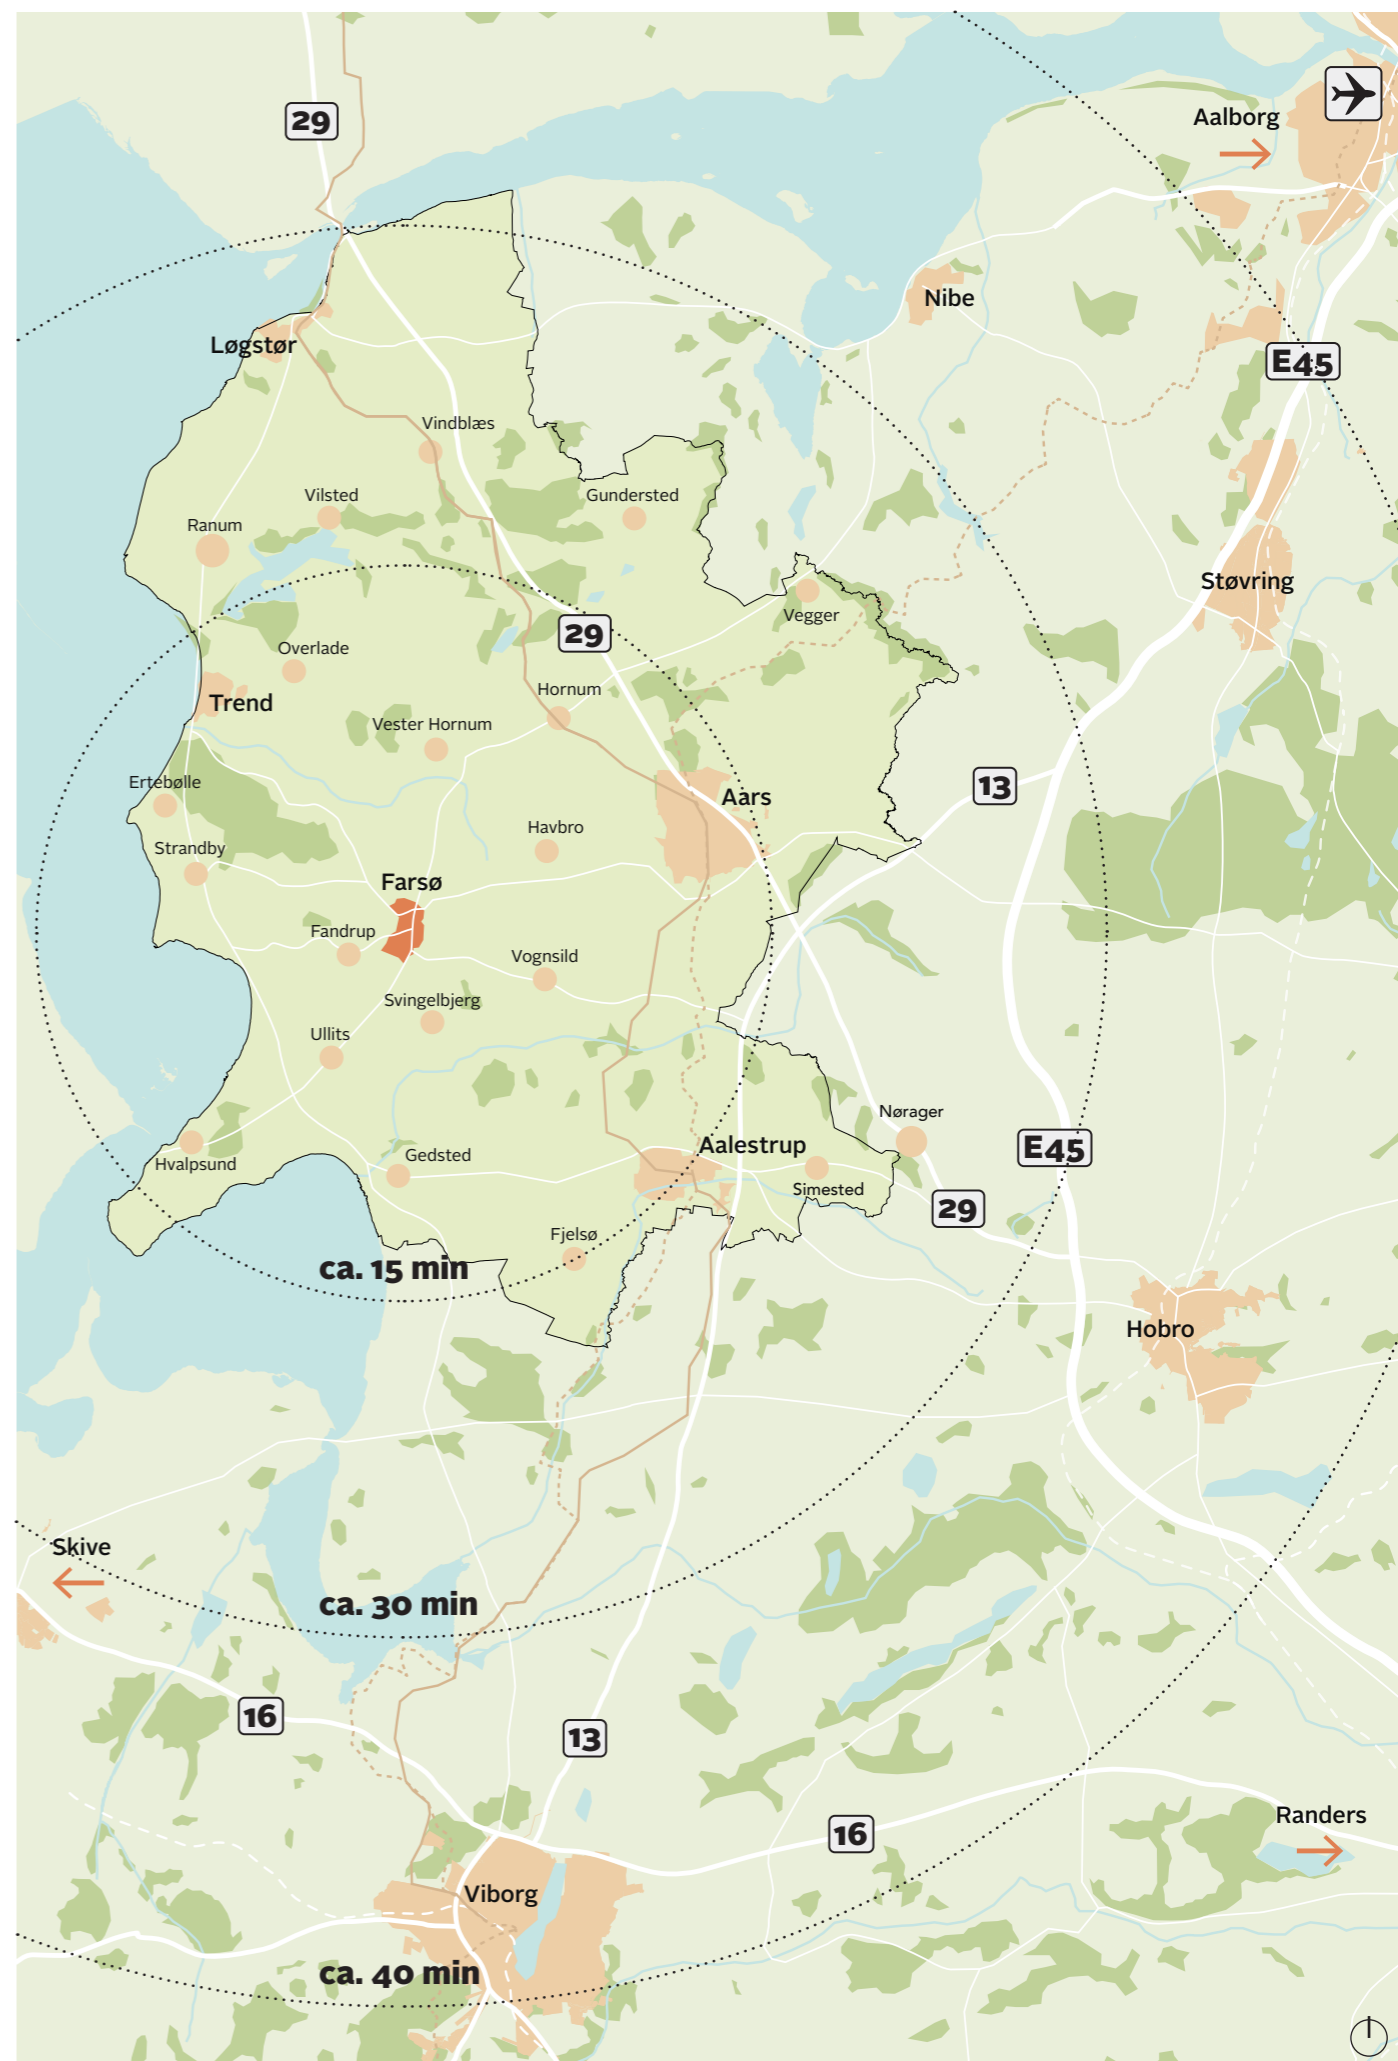 29
Aalborg
Nibe
Løgstør
E45
Vindblæs
Vilsted
Gundersted
Ranum
Støvring
Vegger
29
Overlade
Hornum
Trend
Vester Hornum
Ertebølle
13
Aars
Havbro
Strandby
Farsø
Fandrup
Vognsild
Svingelbjerg
Ullits
Nørager
Aalestrup
E45
Gedsted
Hvalpsund
Simested
29
Fjelsø
ca. 15 min
Hobro
Skive
ca. 30 min
16
13
Randers
16
Viborg
ca. 40 min